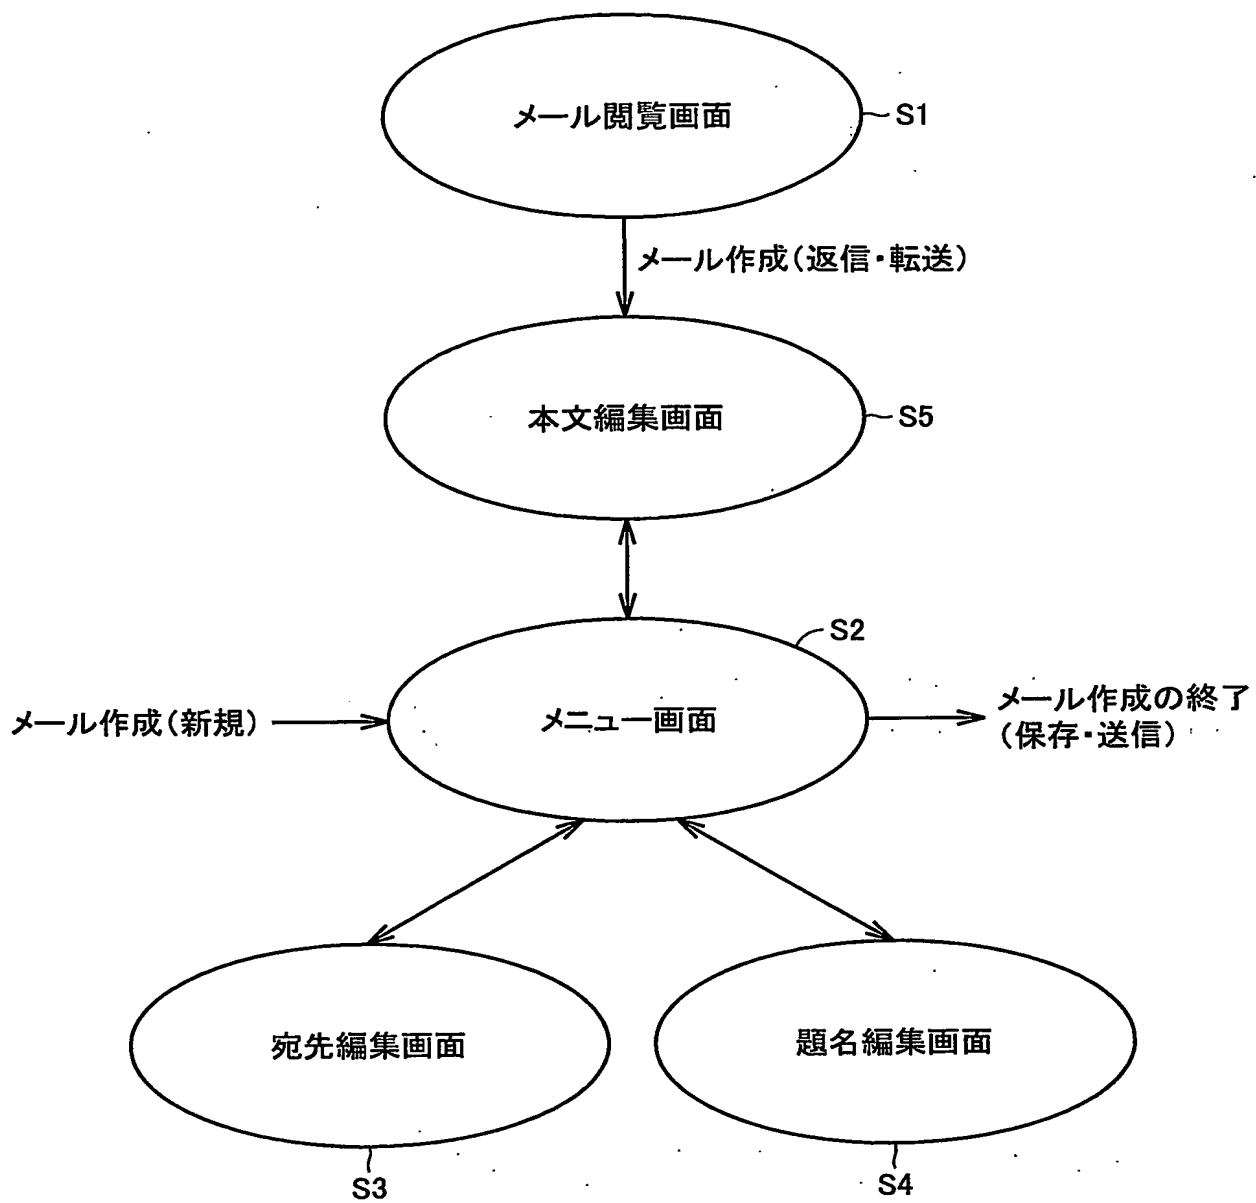 メール閲覧画面
S1
メール作成(返信・転送)
本文編集画面
S5
S2
メール作成(新規)
メニュー画面
メール作成の終了
(保存・送信)
宛先編集画面
題名編集画面
S3
S4